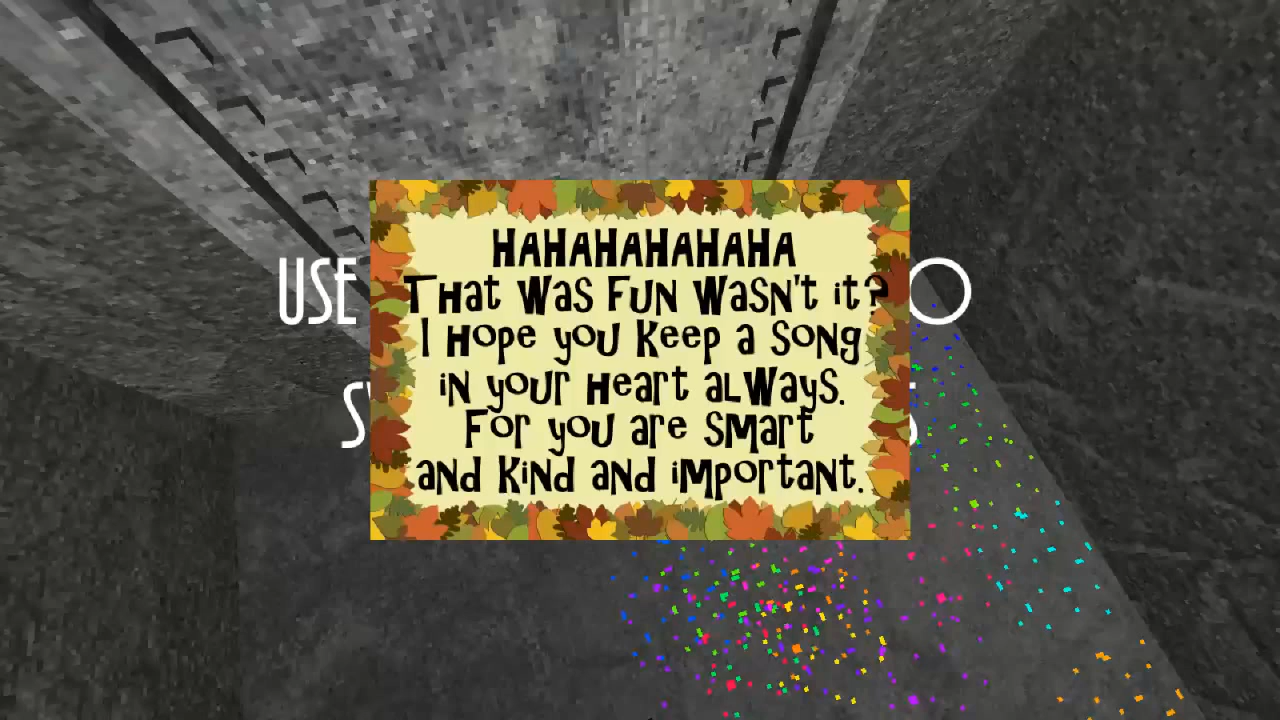 HAHAHAHAHAHA
That was fun wasn't it?
I hope you keep a song
in your heart always.
For you are smart
and kind and important.
USE